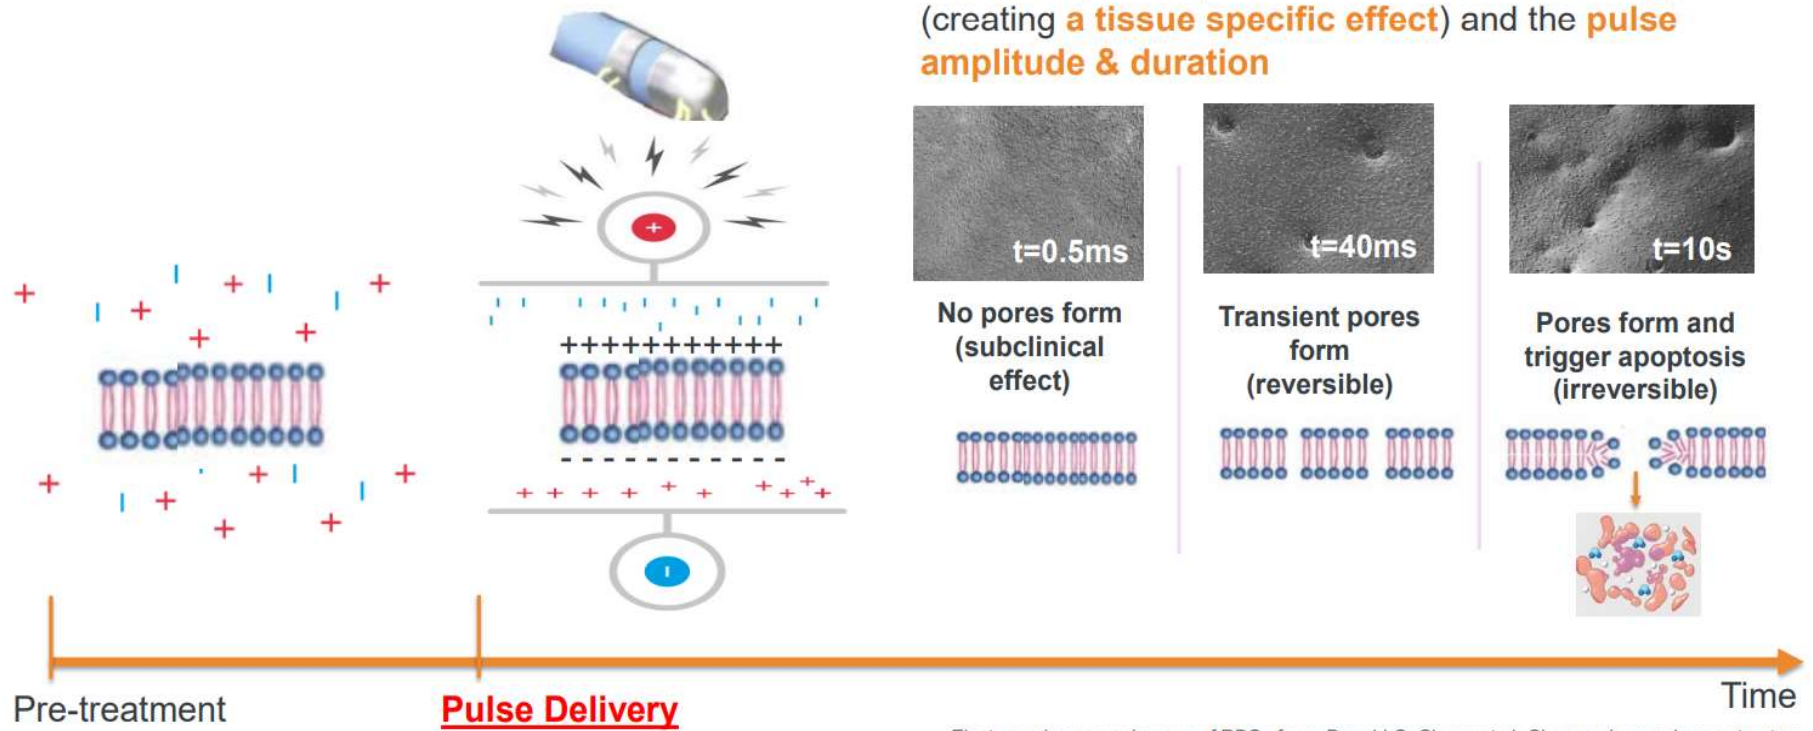 (creating a tissue specific effect) and the pulse
amplitude & duration
t=0.5ms
t=40ms
t=10s
No pores form
(subclinical
effect)
Transient pores
form
(reversible)
Pores form and
trigger apoptosis
(irreversible)
Pre-treatment
Pulse Delivery
Time